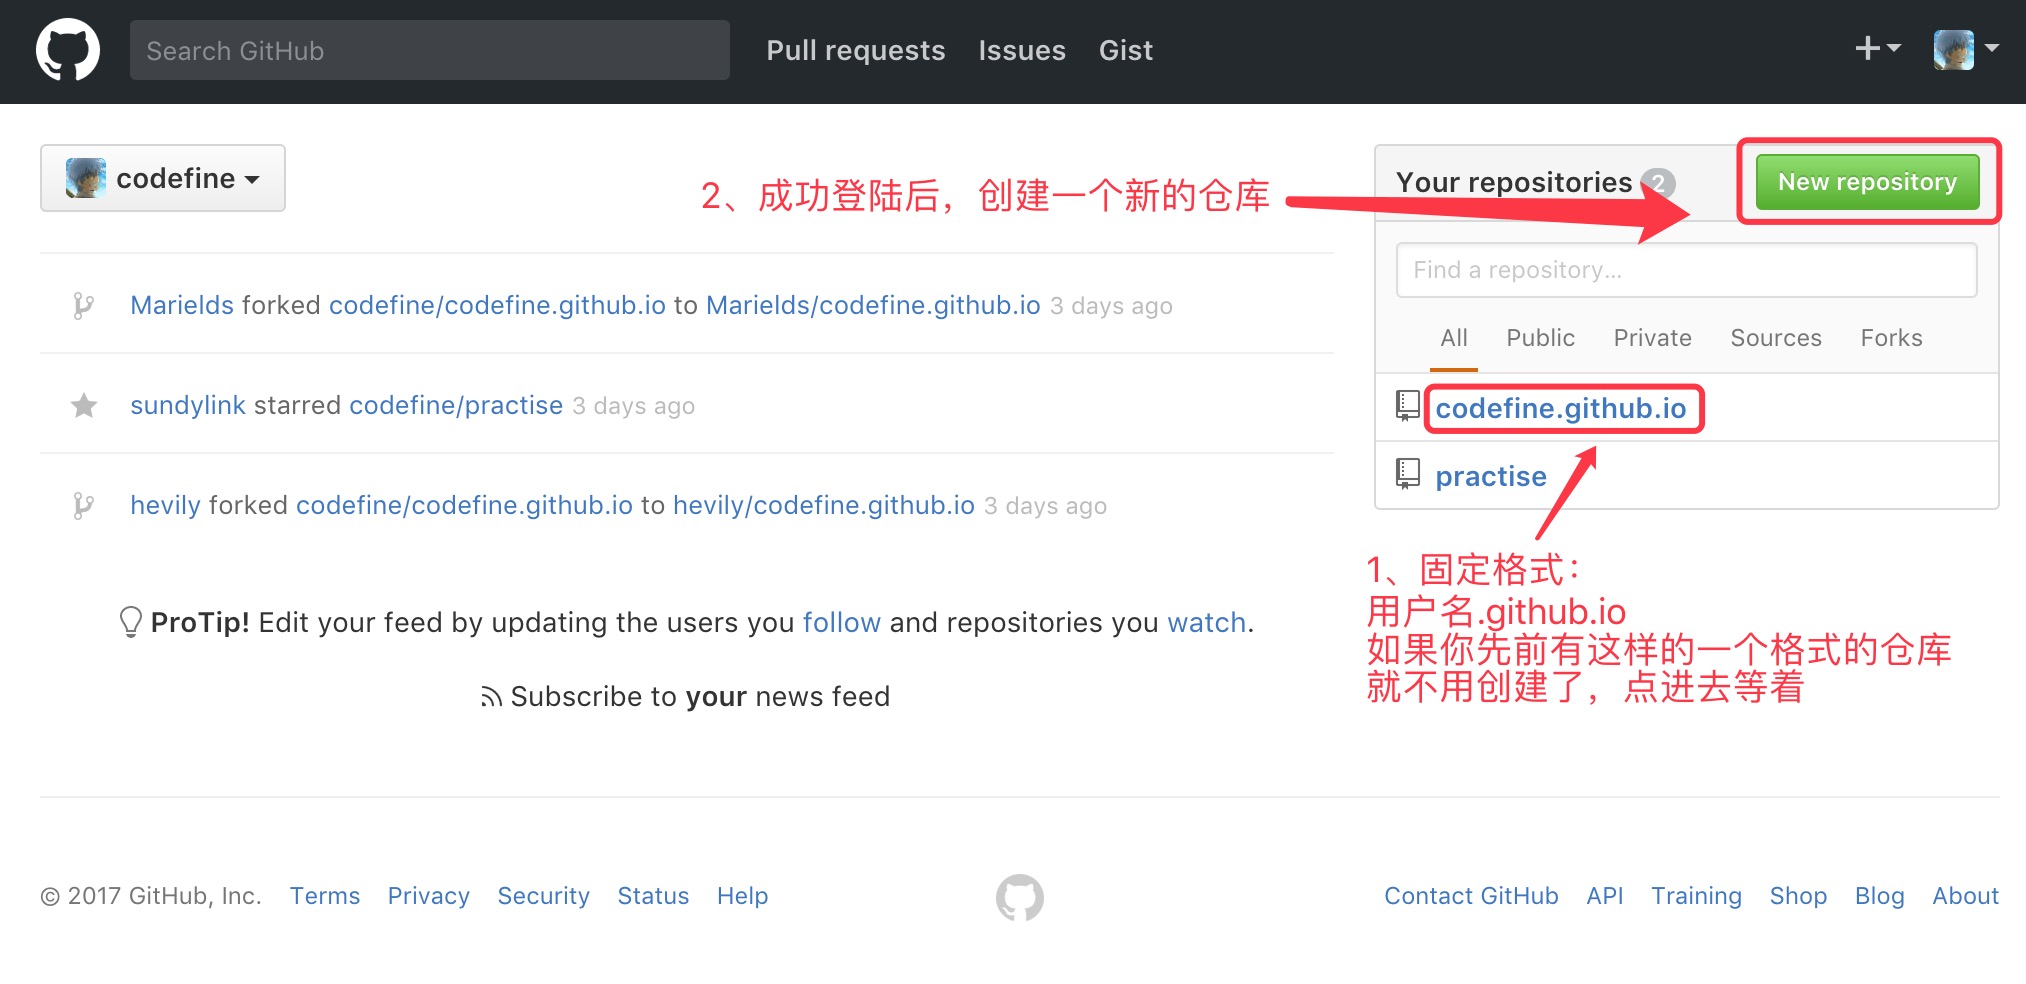 Search GitHub
Pull requests Issues Gist
codefine
2、成功登陆后，创建一个新的仓库
Your repositories 2
New repository
Find a repository...
All Public Private Sources Forks
codefine.github.io
practise
Marields forked codefine/codefine.github.io to Marields/codefine.github.io 3 days ago
sundylink starred codefine/practise 3 days ago
hevily forked codefine/codefine.github.io to hevily/codefine.github.io 3 days ago
1、固定格式：
用户名.github.io
如果你先前有这样的一个格式的仓库
就不用创建了，点进去等着
ProTip! Edit your feed by updating the users you follow and repositories you watch.
Subscribe to your news feed
© 2017 GitHub, Inc. Terms Privacy Security Status Help
Contact GitHub API Training Shop Blog About